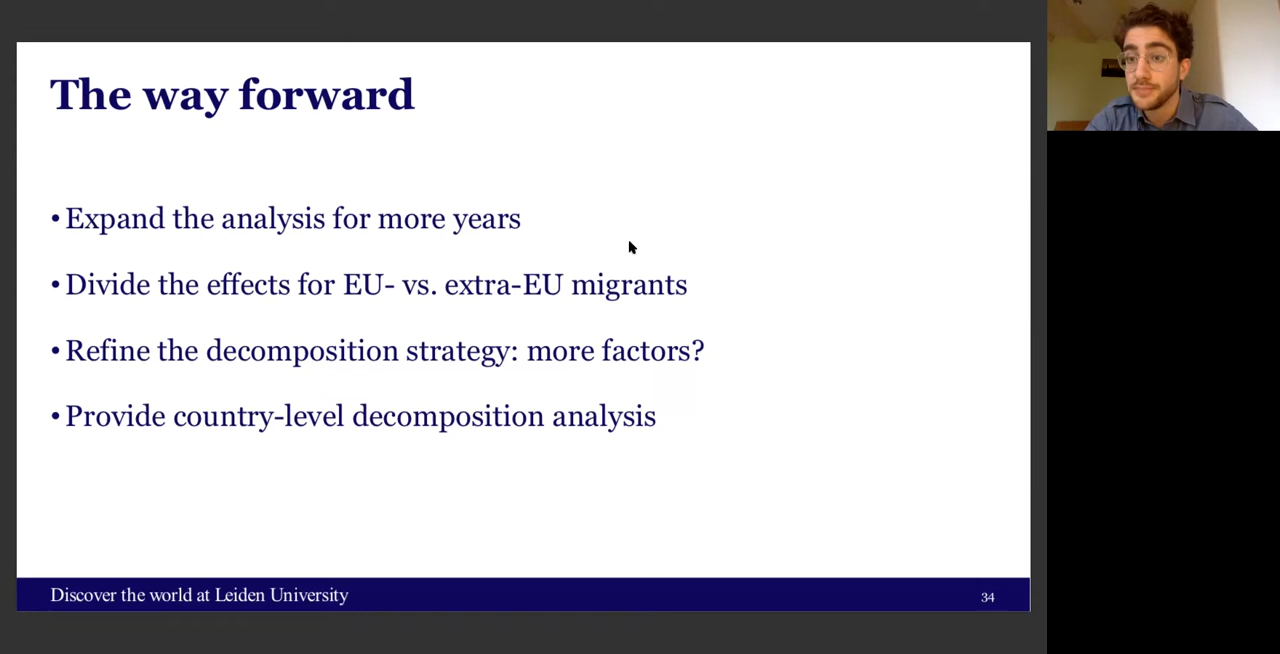 The way forward
• Expand the analysis for more years
• Divide the effects for EU- vs. extra-EU migrants
• Refine the decomposition strategy: more factors?
• Provide country-level decomposition analysis
Discover the world at Leiden University
34